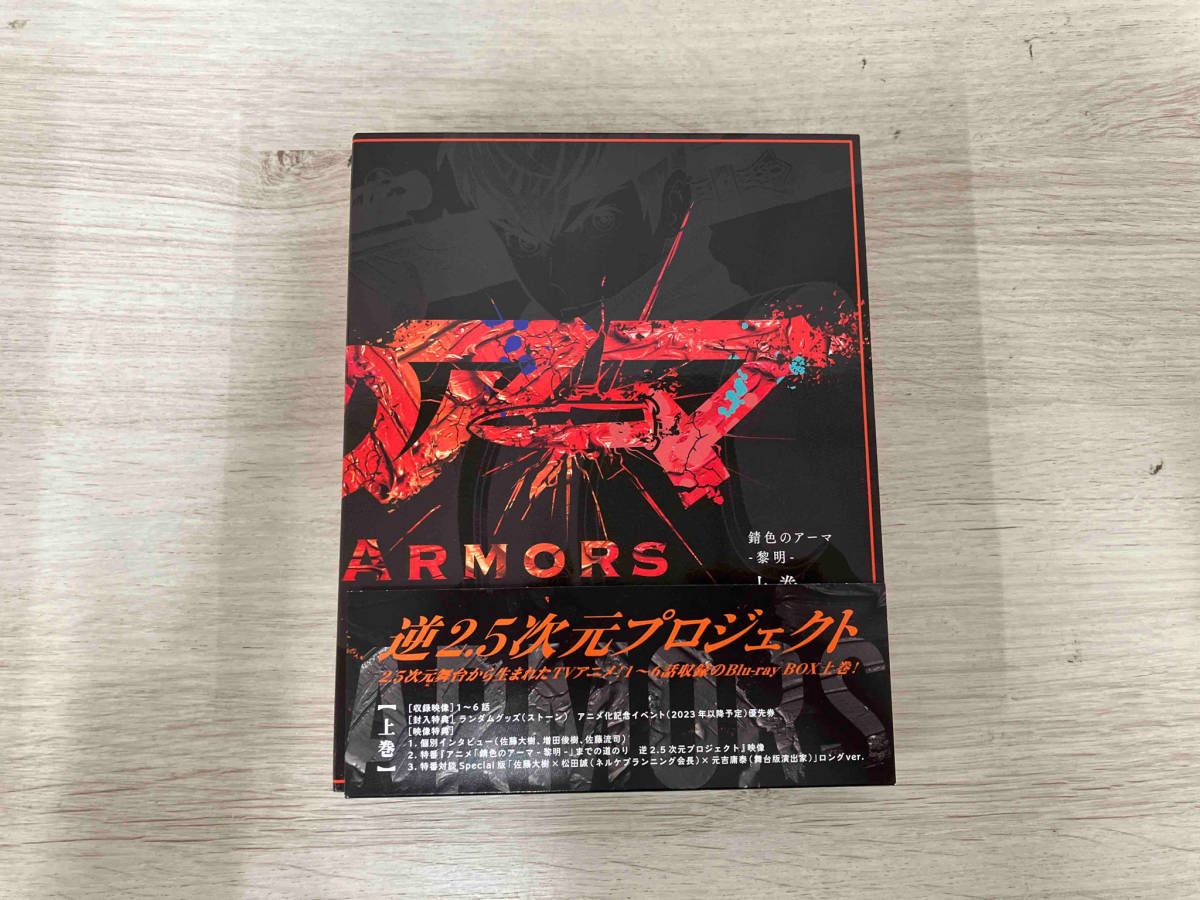 アーマ
ARMORS
錆色のアーマ
-黎明-
上巻
逆2.5次元プロジェクト
2.5次元舞台から生まれたTVアニメ、1～6話収録のBlu-ray BOX上巻!
【上巻】
[収録映像]1～6話
[封入特典]ランダムグッズ(ストーン) アニメ化記念イベント(2023年以降予定)優先券
[映像特典]
1. 個別インタビュー(佐藤大樹、増田俊樹、佐藤流司)
2. 特番『アニメ「錆色のアーマ-黎明-」までの道のり 逆2.5次元プロジェクト』映像
3. 特番対談Special版「佐藤大樹×松田誠(ネルケプランニング会長)×元吉庸泰(舞台版演出家)」ロングver.
ARMORS